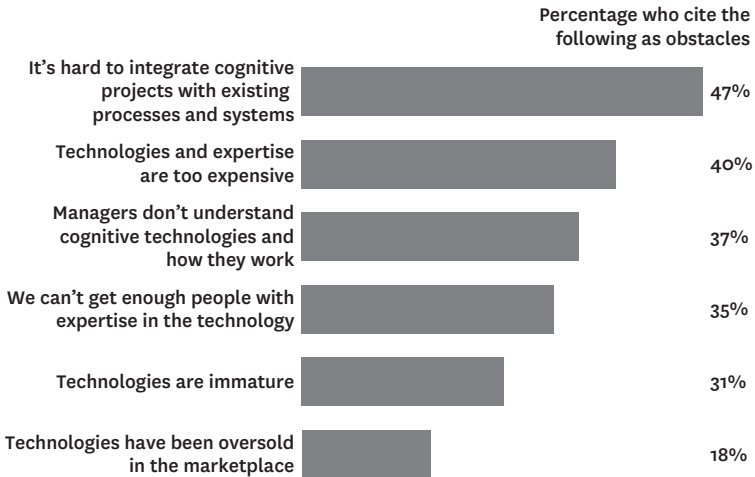 Percentage who cite the
following as obstacles
It’s hard to integrate cognitive
projects with existing
processes and systems
47%
Technologies and expertise
are too expensive
40%
Managers don’t understand
cognitive technologies and
how they work
37%
We can’t get enough people with
expertise in the technology
35%
Technologies are immature
31%
Technologies have been oversold
in the marketplace
18%